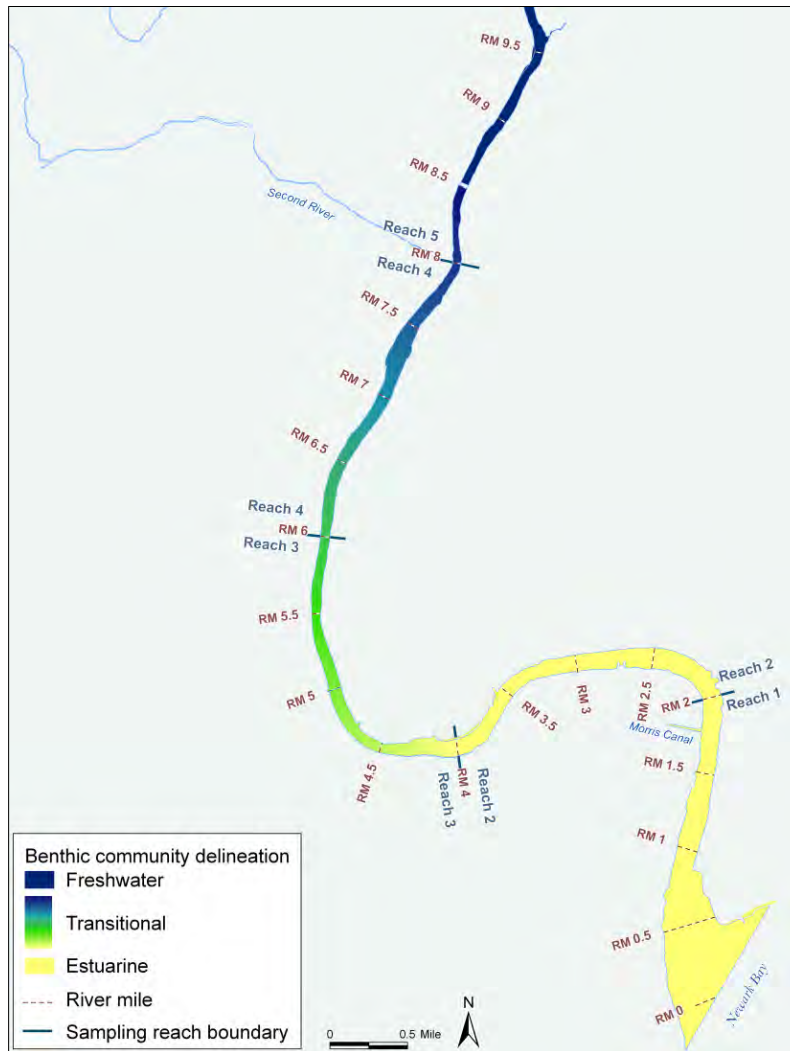 RM 9.5
RM 9
RM 8.5
Second River
Reach 5
RM 8
Reach 4
RM 7.5
RM 7
RM 6.5
Reach 4
RM 6
Reach 3
RM 5.5
RM 5
RM 4.5
Reach 3
RM 4
Reach 2
RM 3.5
RM 3
RM 2.5
Reach 2
RM 2
Reach 1
Morris Canal
RM 1.5
RM 1
RM 0.5
RM 0
Newark Bay
Benthic community delineation
Freshwater
Transitional
Estuarine
River mile
Sampling reach boundary
N
0 0.5 Mile